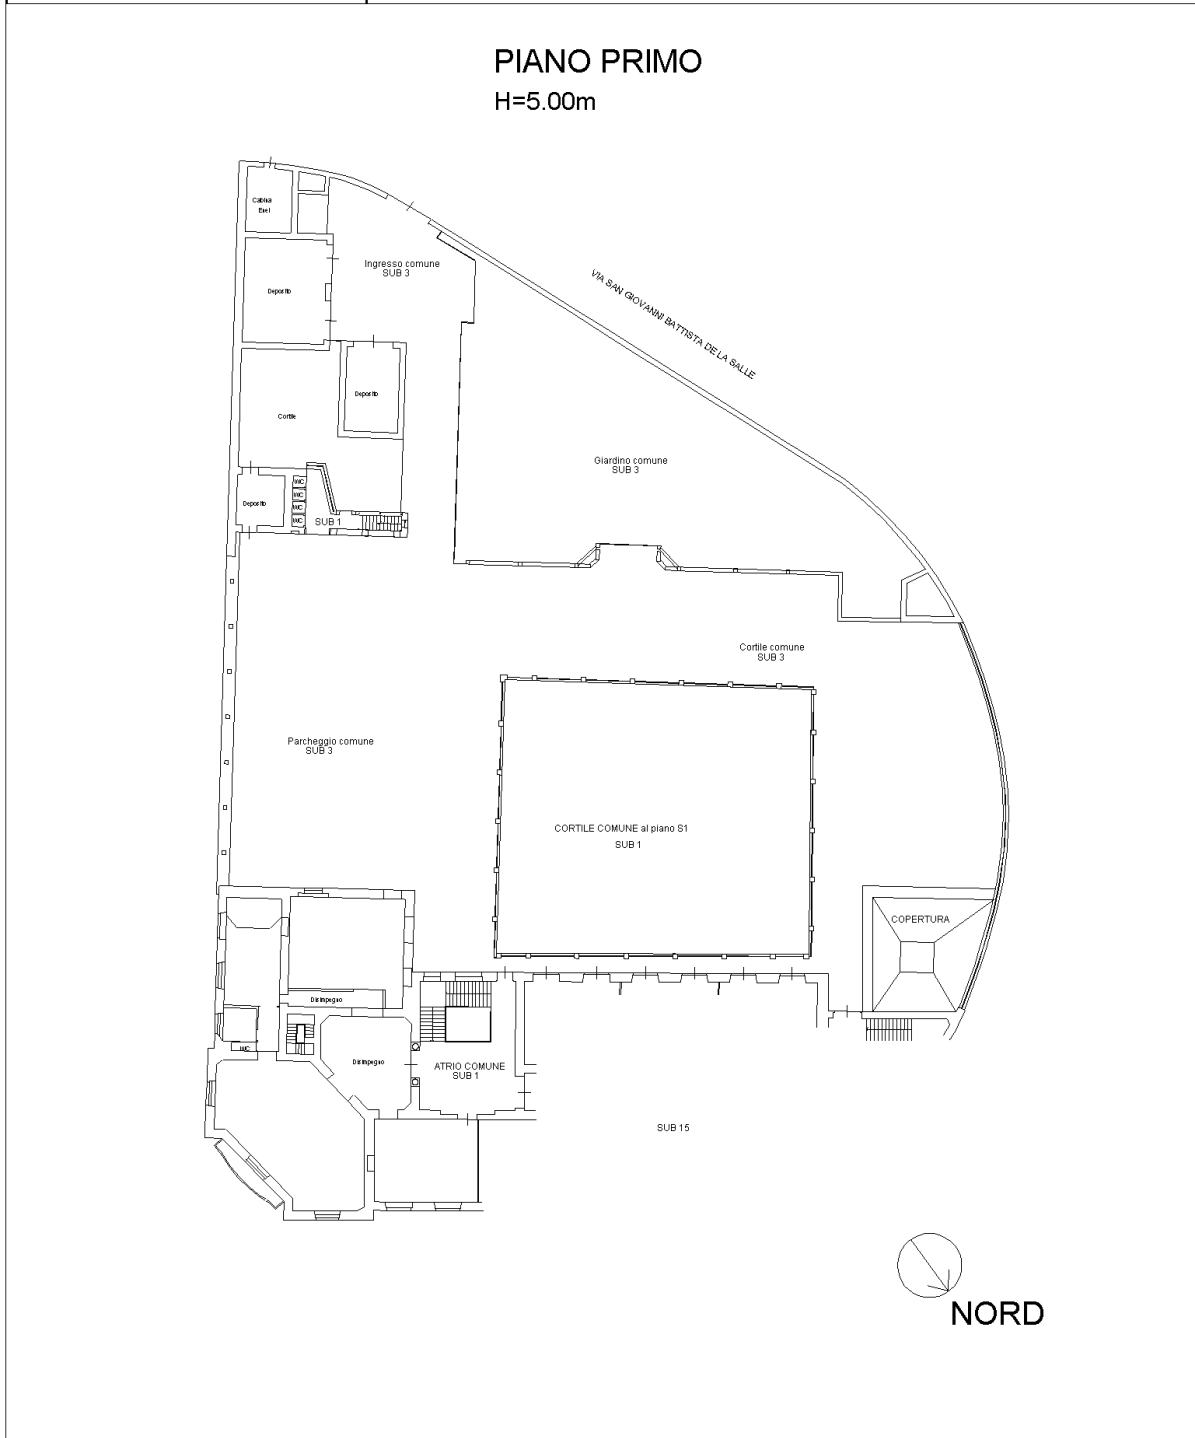 PIANO PRIMO
H=5.00m
Cabina
Enel
Ingresso comune
SUB 3
Deposito
VIA SAN GIOVANNI BATTISTA DE LA SALLE
Deposito
Cortile
Giardino comune
SUB 3
WC
WC
WC
WC
Deposito
SUB 1
Cortile comune
SUB 3
Parcheggio comune
SUB 3
CORTILE COMUNE al piano S1
SUB 1
COPERTURA
Disimpegno
WC
Disimpegno
ATRIO COMUNE
SUB 1
SUB 15
NORD